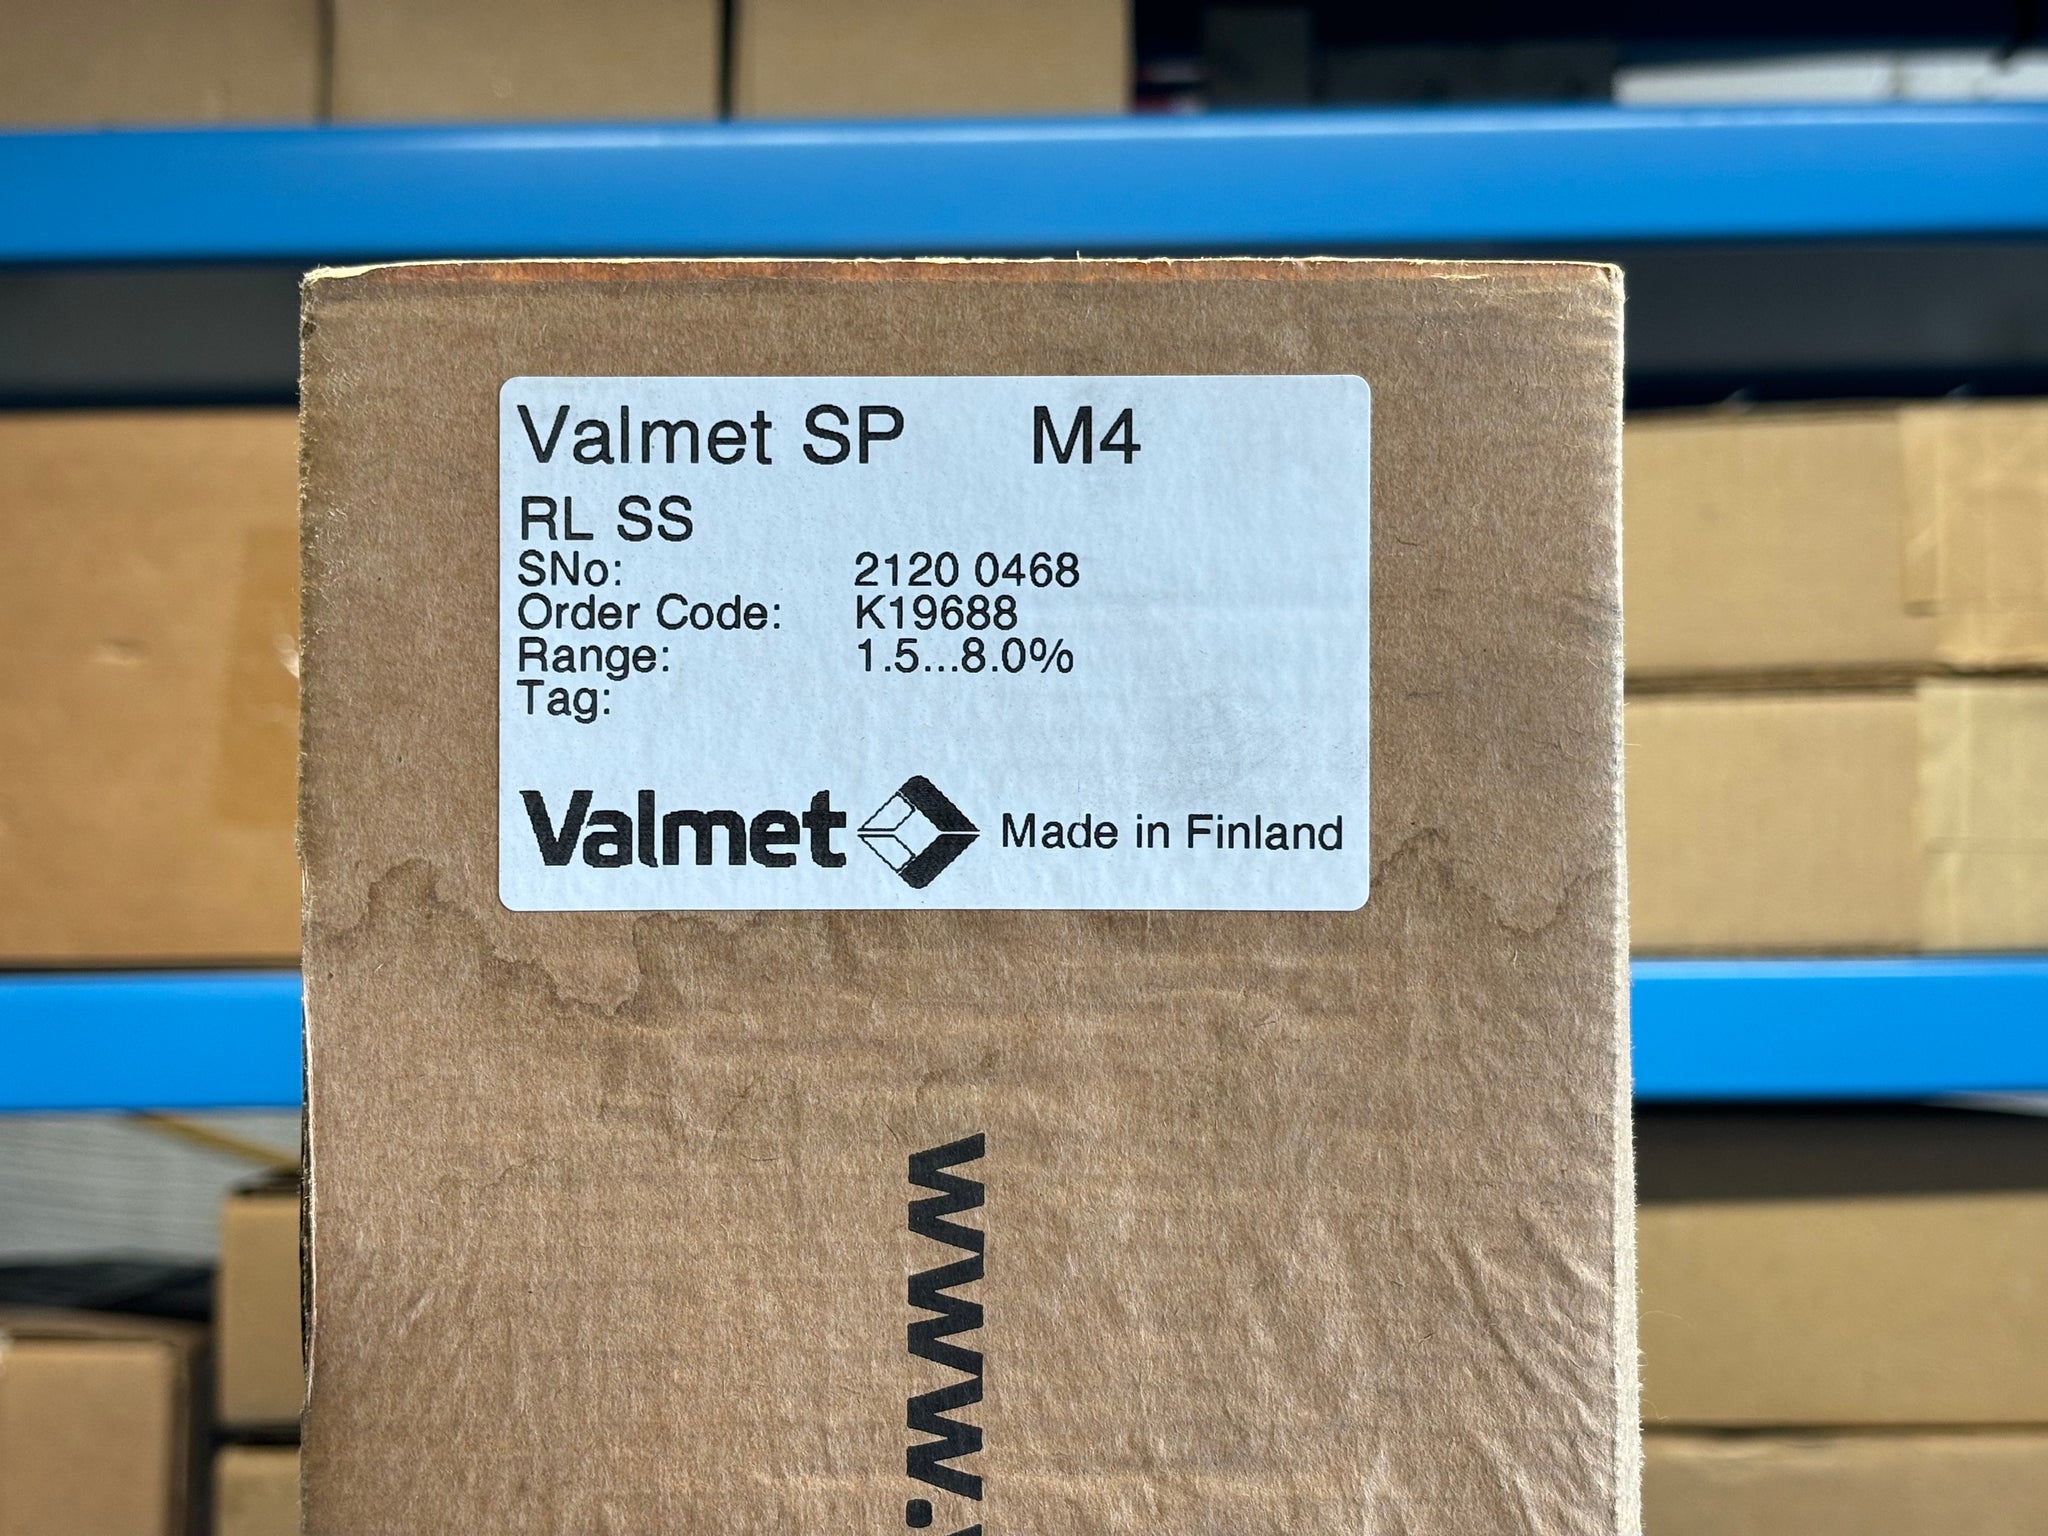 Valmet SP M4
RL SS
SNo: 2120 0468
Order Code: K19688
Range: 1.5...8.0%
Tag:
Valmet Made in Finland
www.